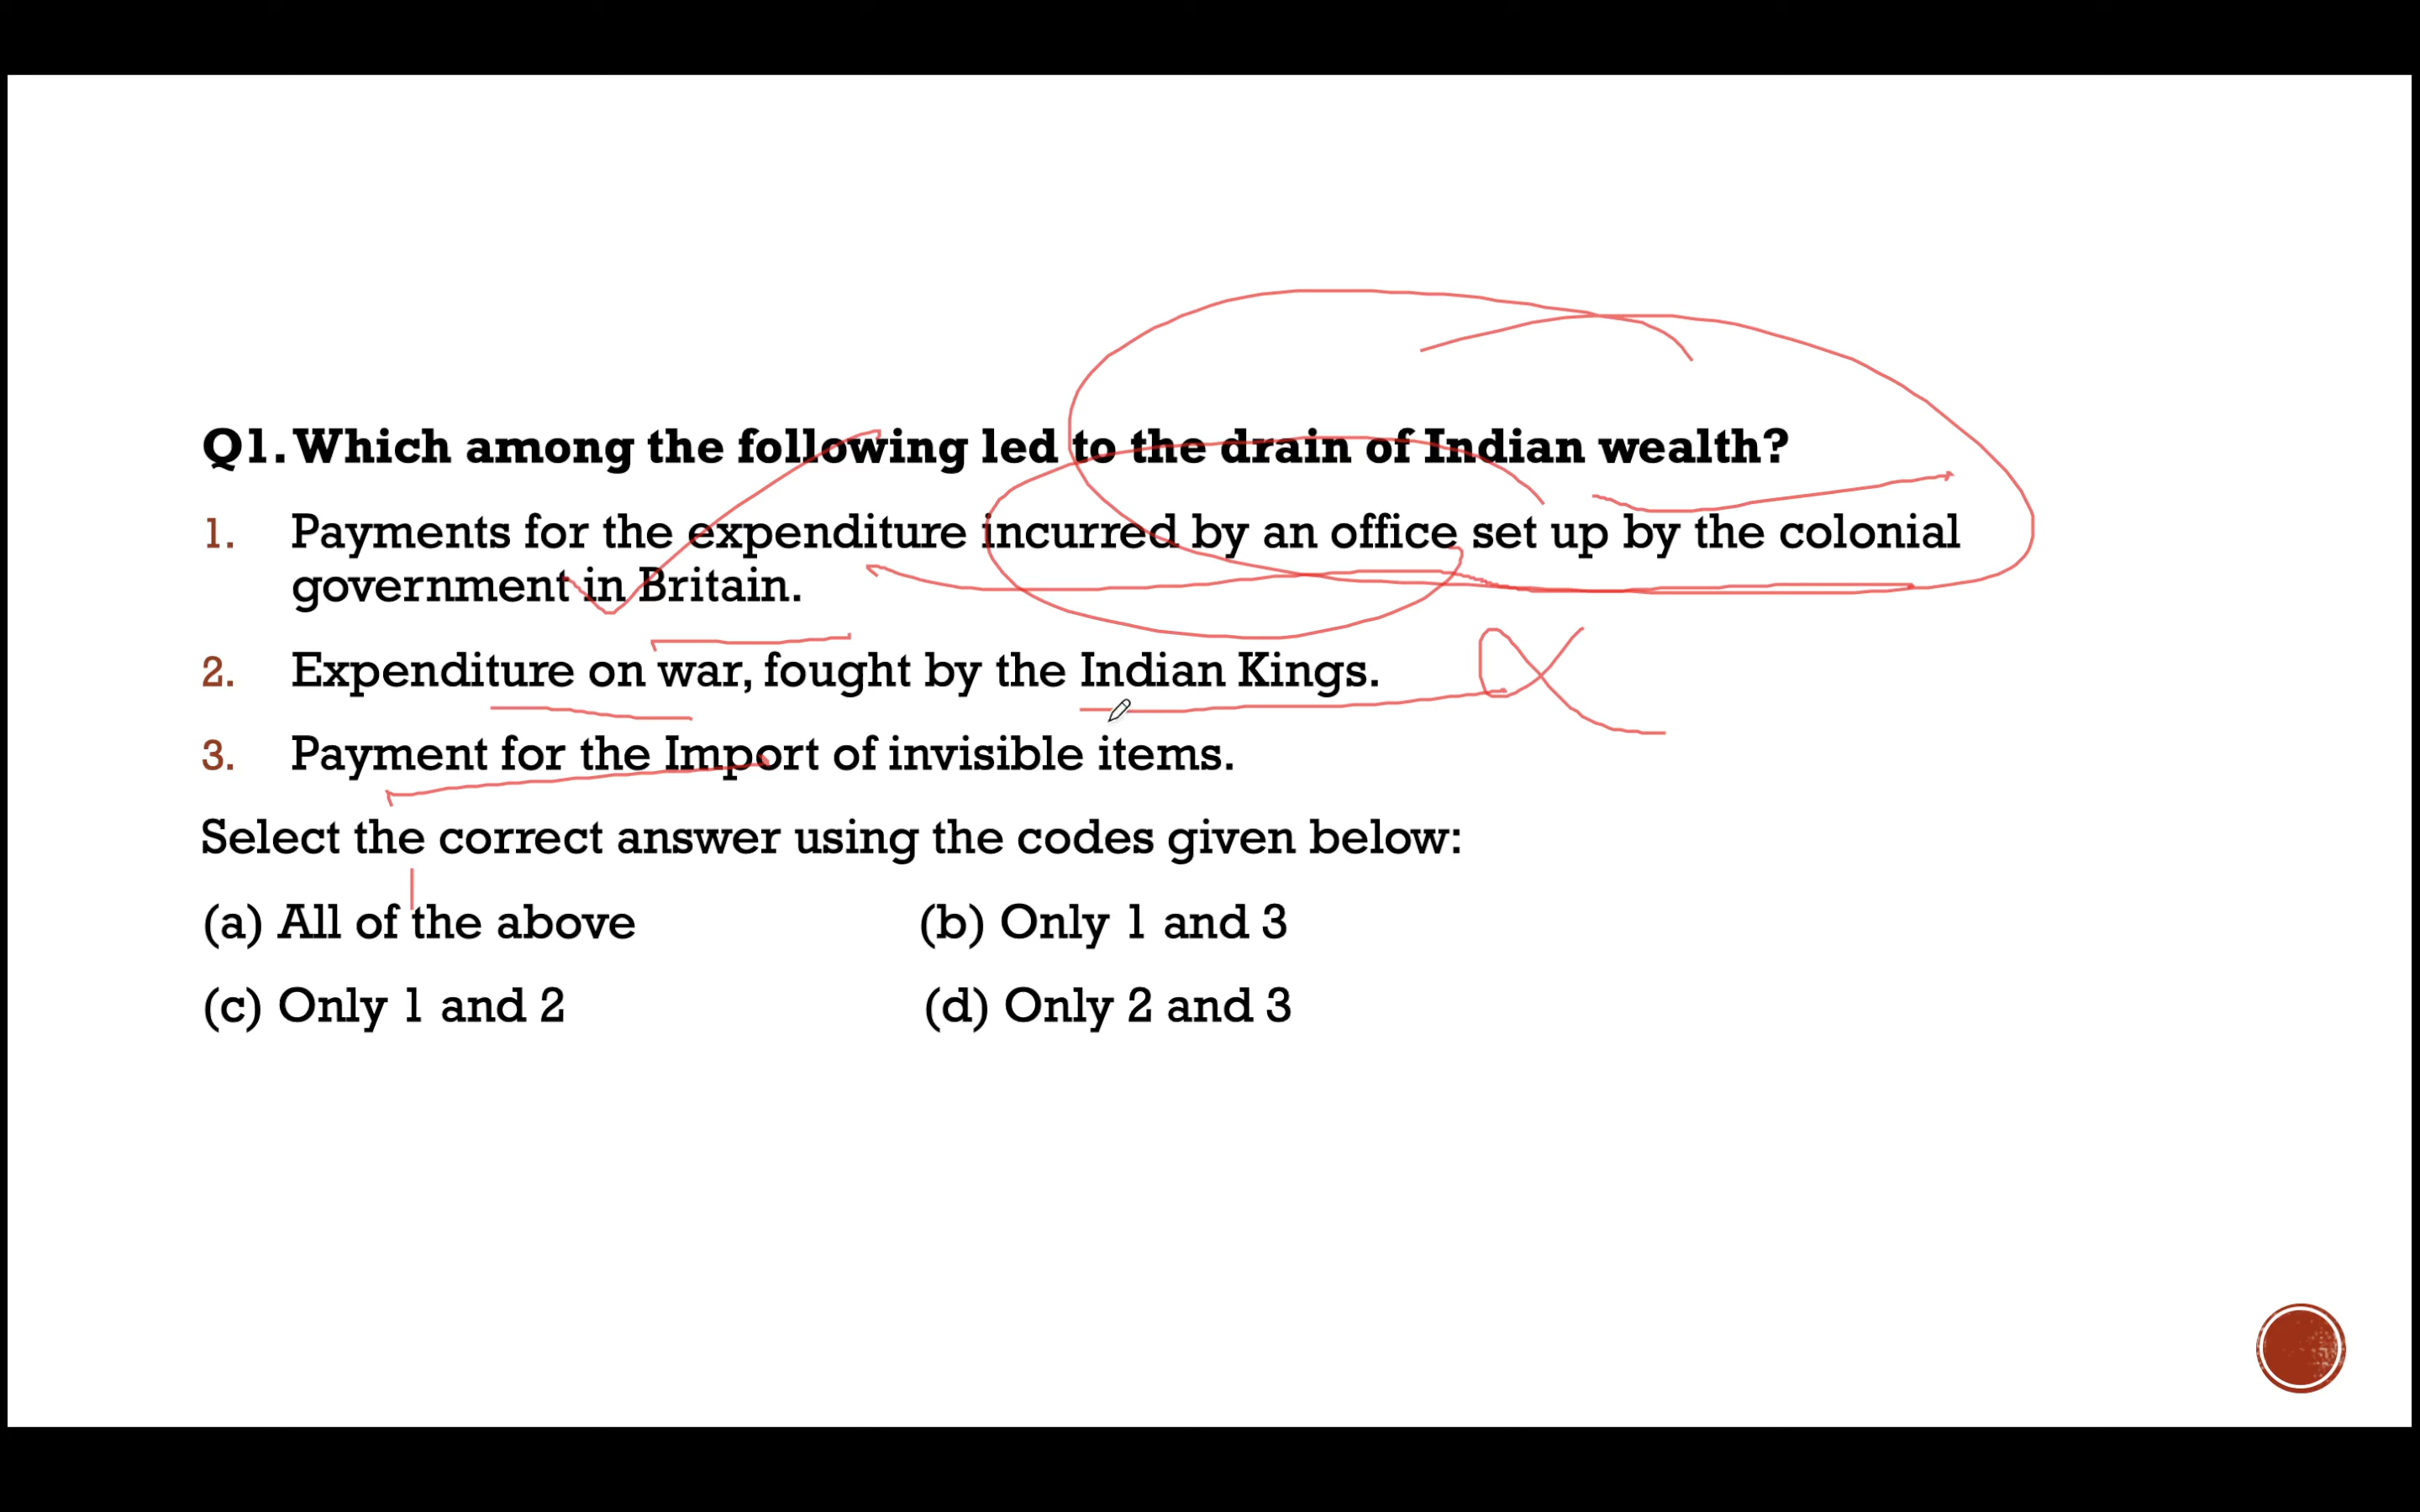 Q1. Which among the following led to the drain of Indian wealth?
1. Payments for the expenditure incurred by an office set up by the colonial
government in Britain.
2. Expenditure on war, fought by the Indian Kings.
3. Payment for the Import of invisible items.
Select the correct answer using the codes given below:
(a) All of the above (b) Only 1 and 3
(c) Only 1 and 2 (d) Only 2 and 3